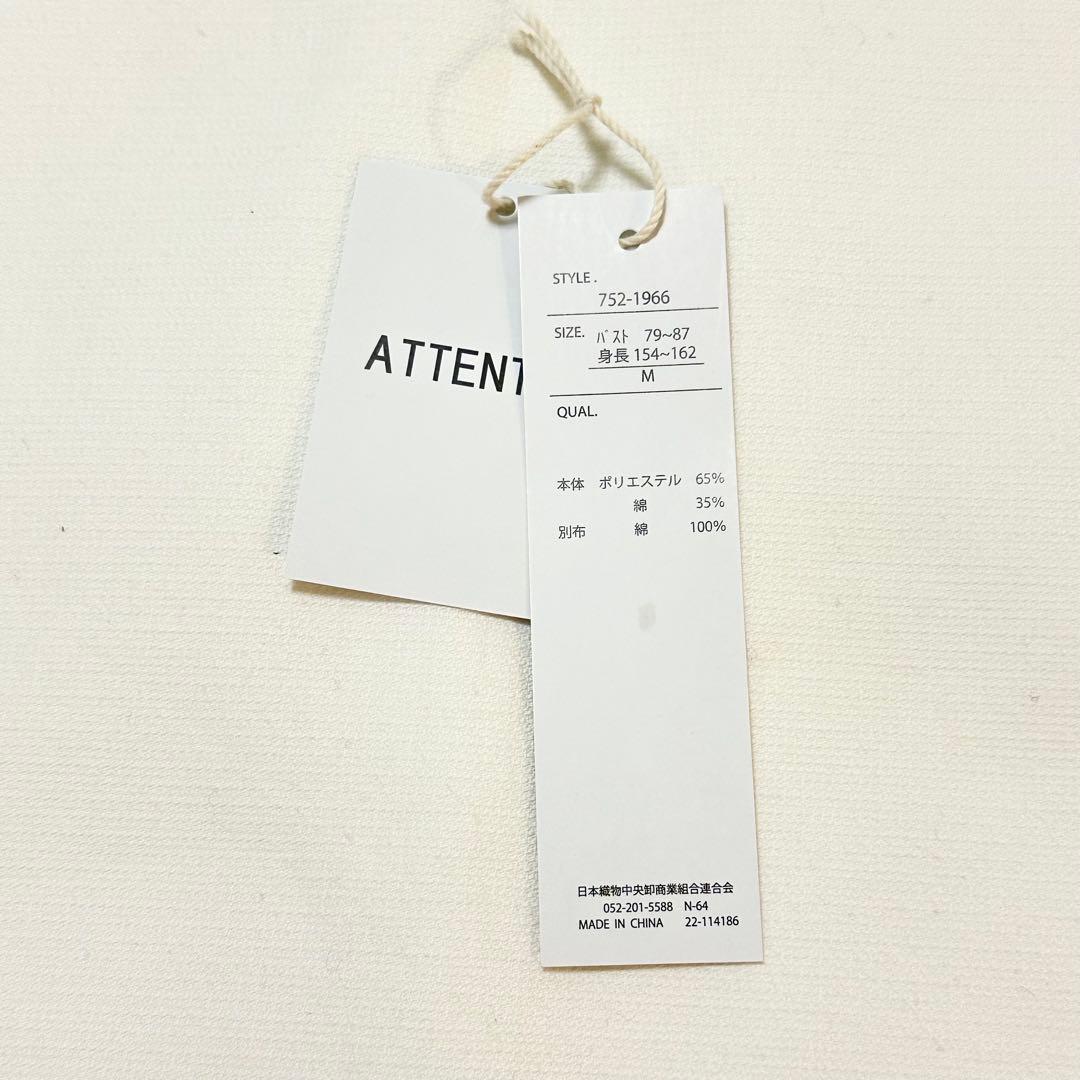 ATTENT
STYLE.
752-1966
SIZE. バスト 79~87
身長 154~162
M
QUAL.
本体 ポリエステル 65%
綿 35%
別布 綿 100%
日本織物中央卸商業組合連合会
052-201-5588 N-64
MADE IN CHINA 22-114186